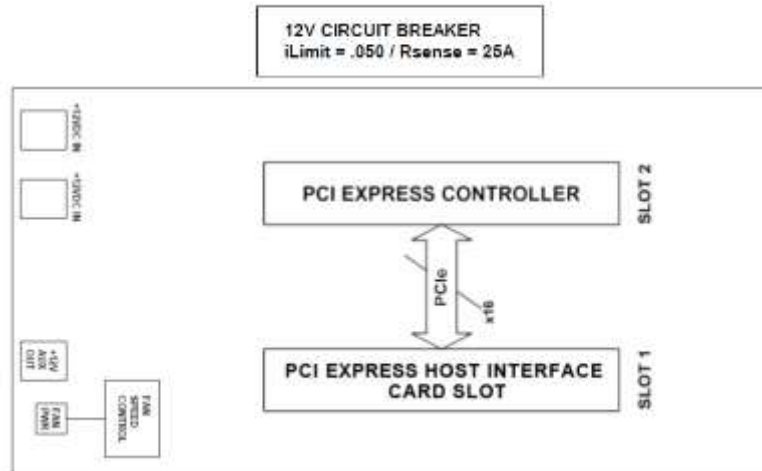 12V CIRCUIT BREAKER
iLimit = .050 / Rsense = 25A
+12VDC IN
+12VDC IN
PCI EXPRESS CONTROLLER
SLOT 2
PCIe
x16
PCI EXPRESS HOST INTERFACE
CARD SLOT
SLOT 1
+12V
AUX
OUT
FAN
PWR
FAN
SPEED
CONTROL